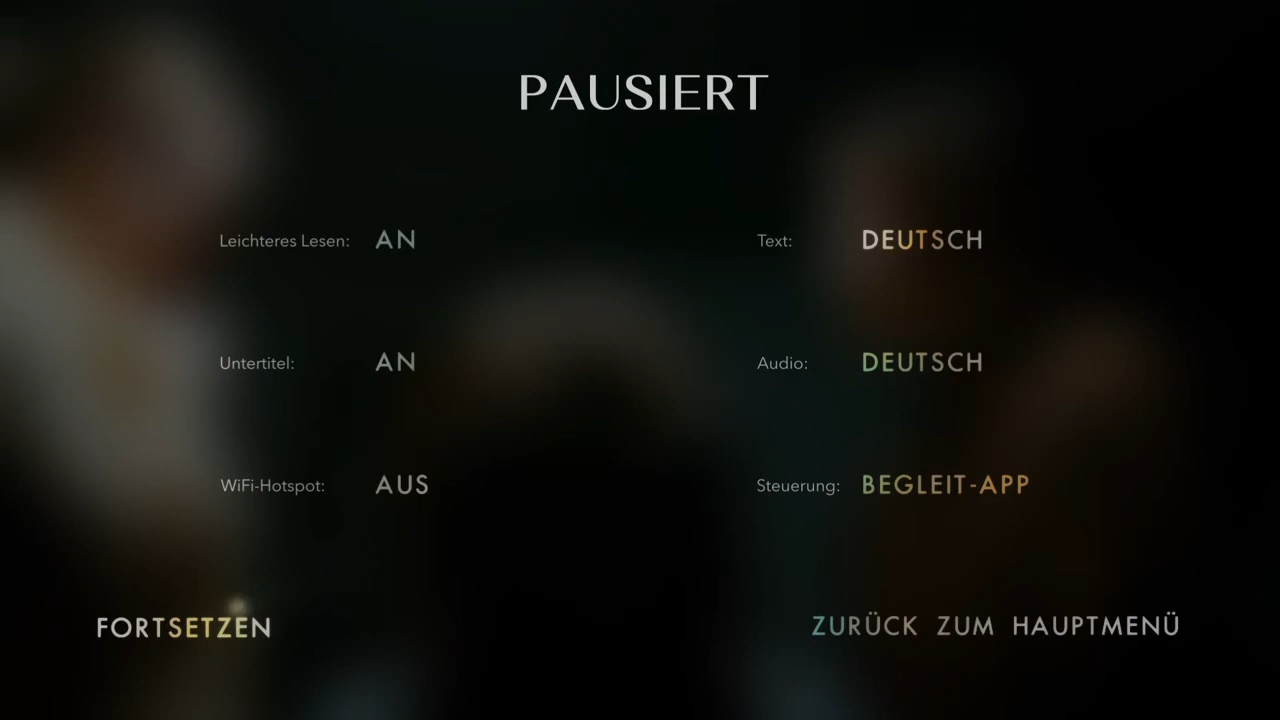 PAUSIERT
Leichteres Lesen: AN
Text: DEUTSCH
Untertitel: AN
Audio: DEUTSCH
WiFi-Hotspot: AUS
Steuerung: BEGLEIT-APP
FORTSETZEN
ZURÜCK ZUM HAUPTMENÜ